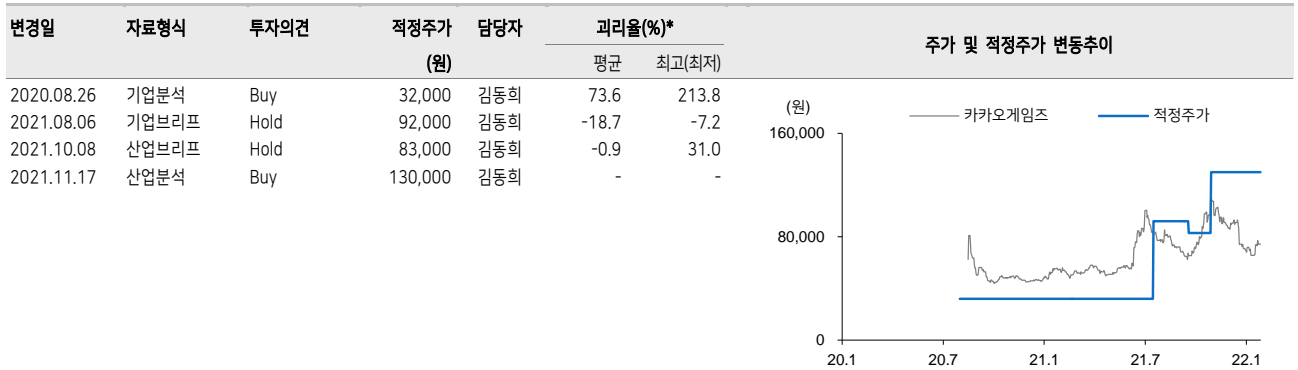 변경일 자료형식 투자의견 적정주가 담당자 괴리율(%)* 주가 및 적정주가 변동추이
(원) 평균 최고(최저)
2020.08.26 기업분석 Buy 32,000 김동희 73.6 213.8
2021.08.06 기업브리프 Hold 92,000 김동희 -18.7 -7.2
2021.10.08 산업브리프 Hold 83,000 김동희 -0.9 31.0
2021.11.17 산업분석 Buy 130,000 김동희 - -
(원) 카카오게임즈 적정주가
160,000
80,000
0
20.1 20.7 21.1 21.7 22.1